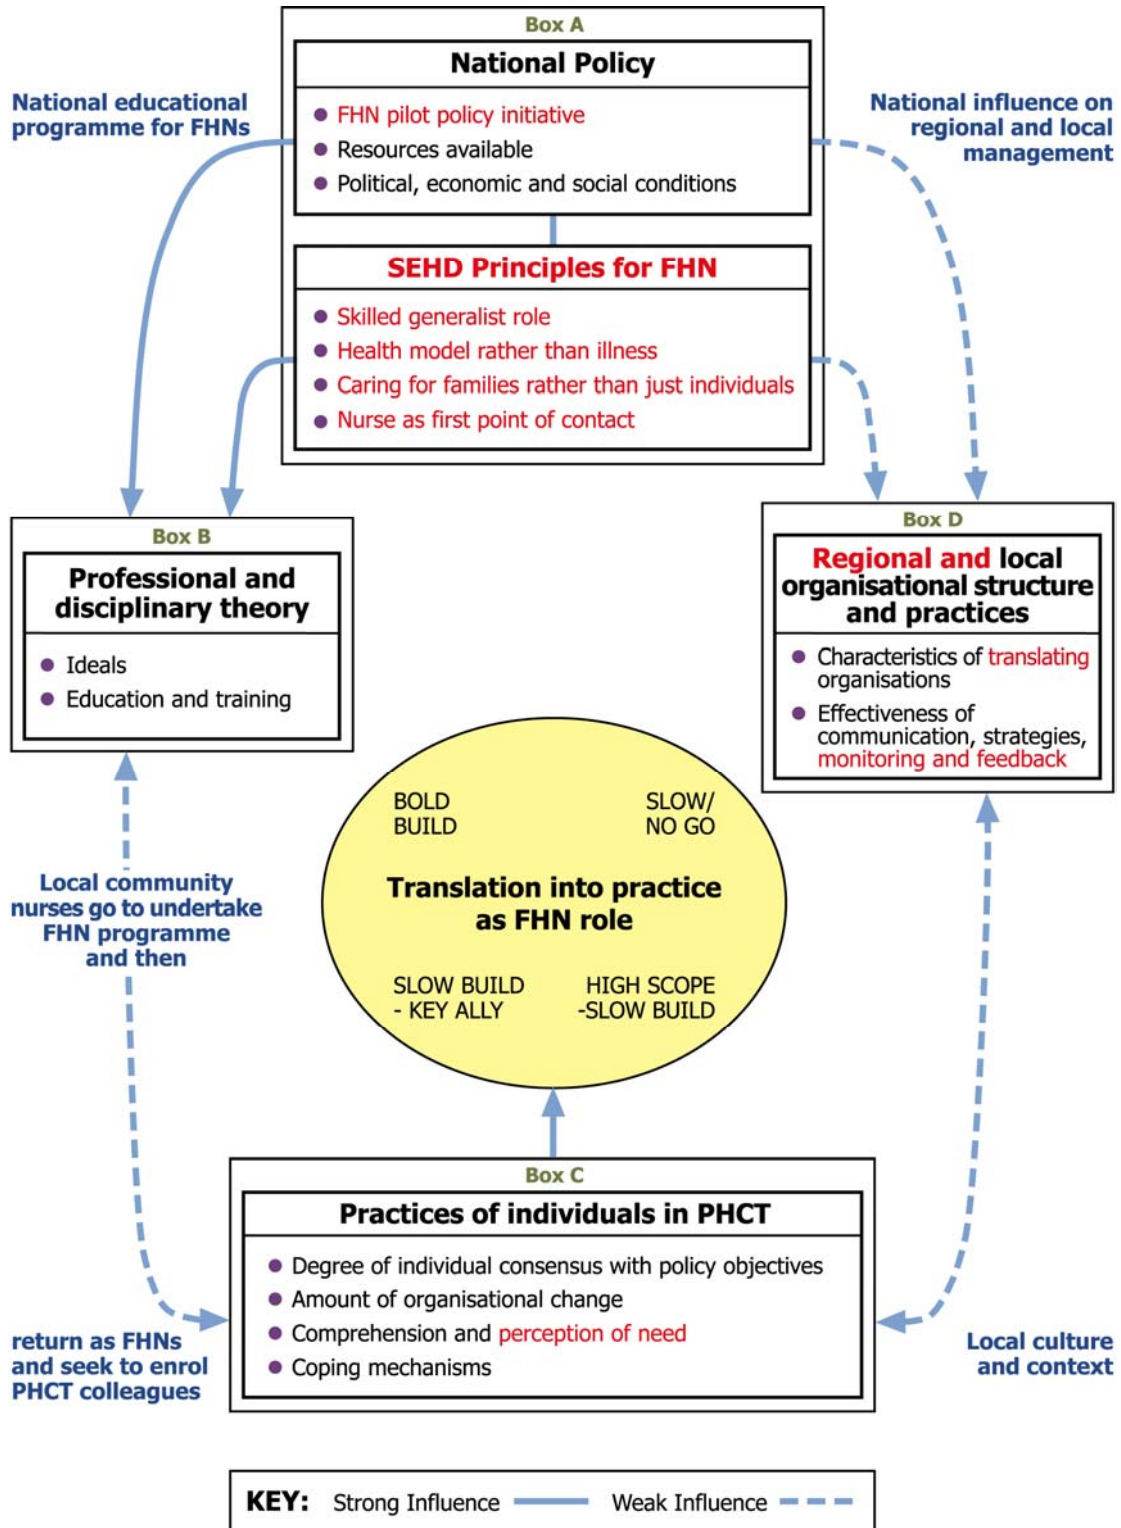 Box A
National Policy
FHN pilot policy initiative
Resources available
Political, economic and social conditions
National educational
programme for FHNs
National influence on
regional and local
management
SEHD Principles for FHN
Skilled generalist role
Health model rather than illness
Caring for families rather than just individuals
Nurse as first point of contact
Box B
Professional and
disciplinary theory
Ideals
Education and training
Box D
Regional and local
organisational structure
and practices
Characteristics of translating
organisations
Effectiveness of
communication, strategies,
monitoring and feedback
BOLD
BUILD
SLOW/
NO GO
Translation into practice
as FHN role
SLOW BUILD
- KEY ALLY
HIGH SCOPE
-SLOW BUILD
Local community
nurses go to undertake
FHN programme
and then
Box C
Practices of individuals in PHCT
Degree of individual consensus with policy objectives
Amount of organisational change
Comprehension and perception of need
Coping mechanisms
return as FHNs
and seek to enrol
PHCT colleagues
Local culture
and context
KEY: Strong Influence Weak Influence